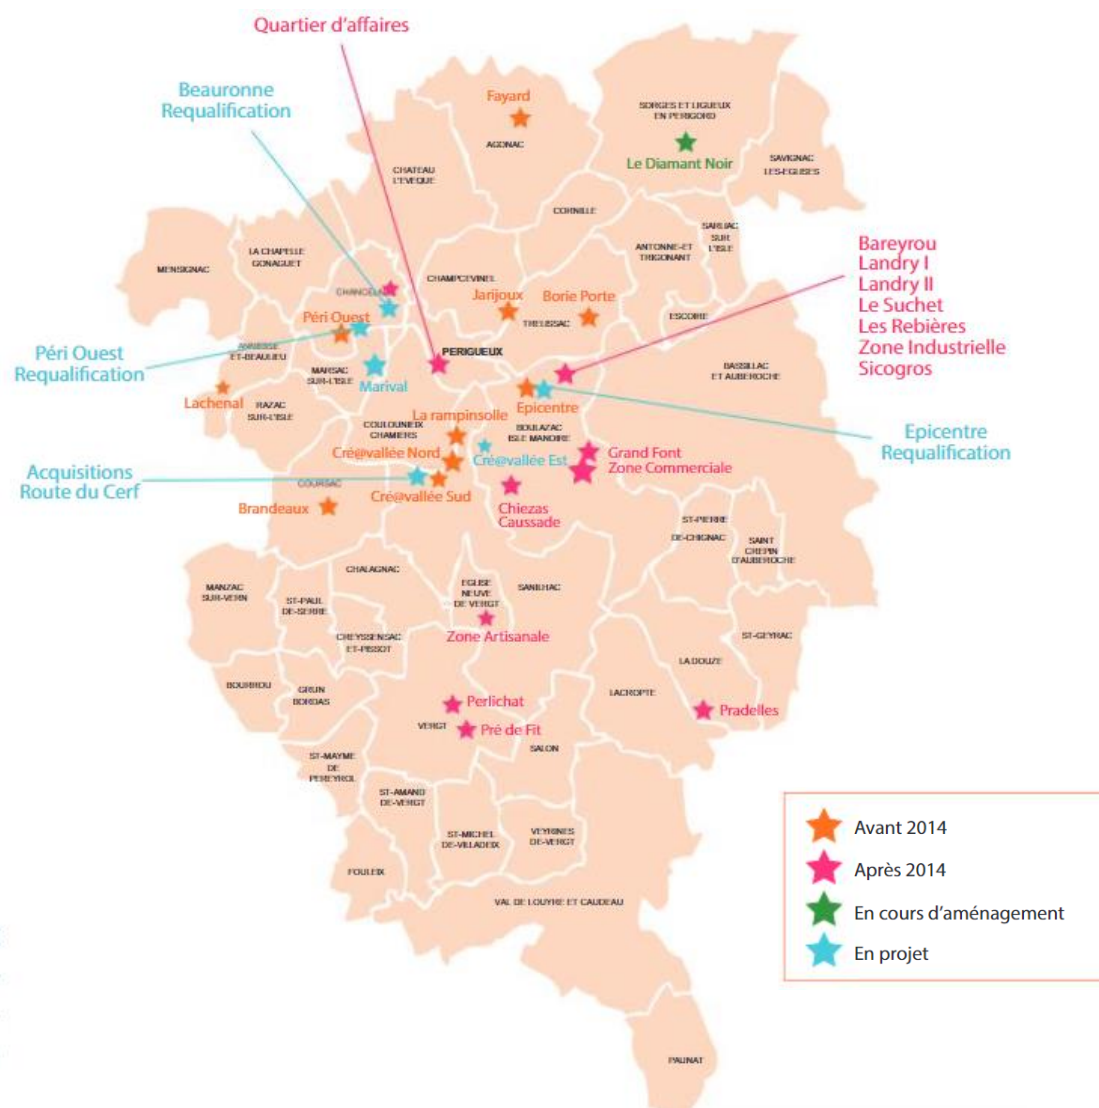 Quartier d'affaires
Beauronne
Requalification
Fayard
AGONAC
SORGES ET LIGUEUX
EN PERIGORD
Le Diamant Noir
SAVIGNAC
LES-EGLISES
CHATEAU
L'EVEQUE
CORNILLE
SARLIAC
SUR
L'ISLE
ANTONNE-ET
TRIGONANT
MENSIGNAC
LA CHAPELLE
GONAGUET
CHAMPCEVINEL
Jarijoux
Borie Porte
TRELISSAC
ESCOIRE
Bareyrou
Landry I
Landry II
Le Suchet
Les Rebières
Zone Industrielle
Sicogros
Péri Ouest
Péri Ouest
Requalification
ANNESSE
ET-BEAULIEU
MARSAC
SUR-L'ISLE
Marival
PERIGUEUX
BASSILLAC
ET AUBEROCHE
Lachenal
RAZAC
SUR-L'ISLE
Epicentre
Epicentre
Requalification
La rampinsolle
COULOUNIEIX
CHAMIERS
BOULAZAC
ISLE MANOIRE
Cré@vallée Nord
Cré@vallée Est
Grand Font
Zone Commerciale
Acquisitions
Route du Cerf
COURSAC
Cré@vallée Sud
Brandeaux
Chiezas
Caussade
ST-PIERRE
DE-CHIGNAC
SAINT
CREPIN
D'AUBEROCHE
CHALAGNAC
MANZAC
SUR-VERN
ST-PAUL
DE-SERRE
EGLISE
NEUVE
DE VERGT
SANILHAC
Zone Artisanale
CREYSSENSAC
ET-PISSOT
ST-GEYRAC
LA DOUZE
BOURROU
GRUN
BORDAS
LACROPTE
Perlichat
Pradelles
VERGT
Pré de Fit
SALON
ST-MAYME
DE
PEREYROL
ST-AMAND
DE-VERGT
ST-MICHEL
DE-VILLADEIX
VEYRINES
DE-VERGT
FOULEIX
VAL DE LOUYRE ET CAUDEAU
PAUNAT
Avant 2014
Après 2014
En cours d'aménagement
En projet